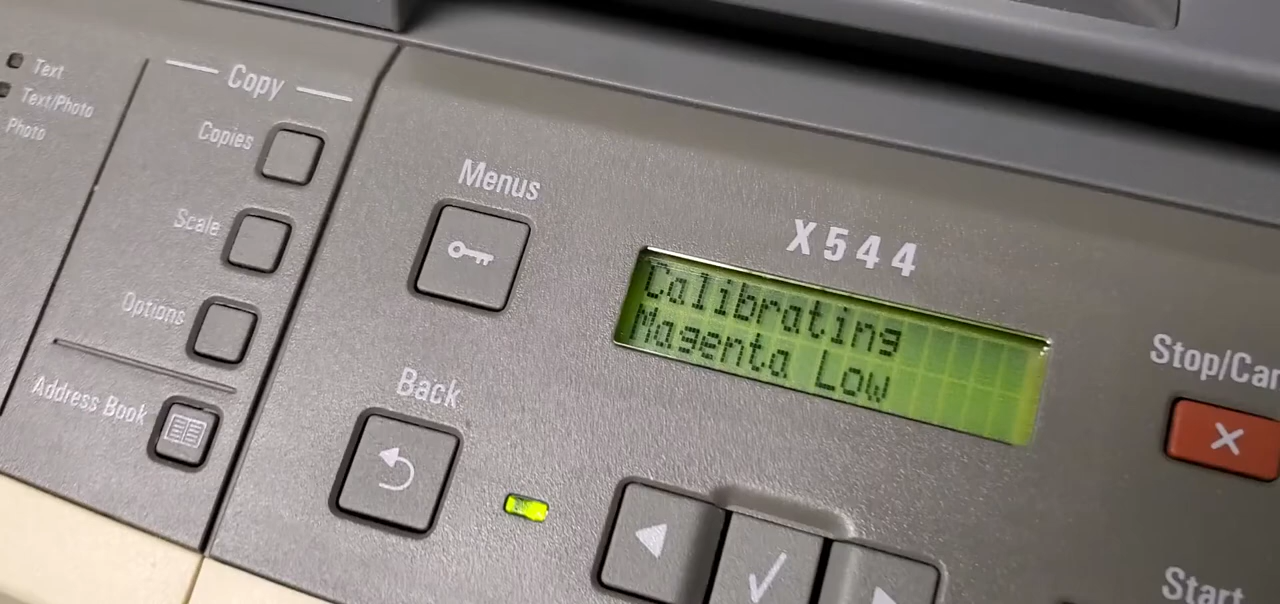 Text
Text/Photo
Photo
Copy
Copies
Scale
Options
Address Book
Menus
Back
X544
Calibrating
Magenta Low
Start